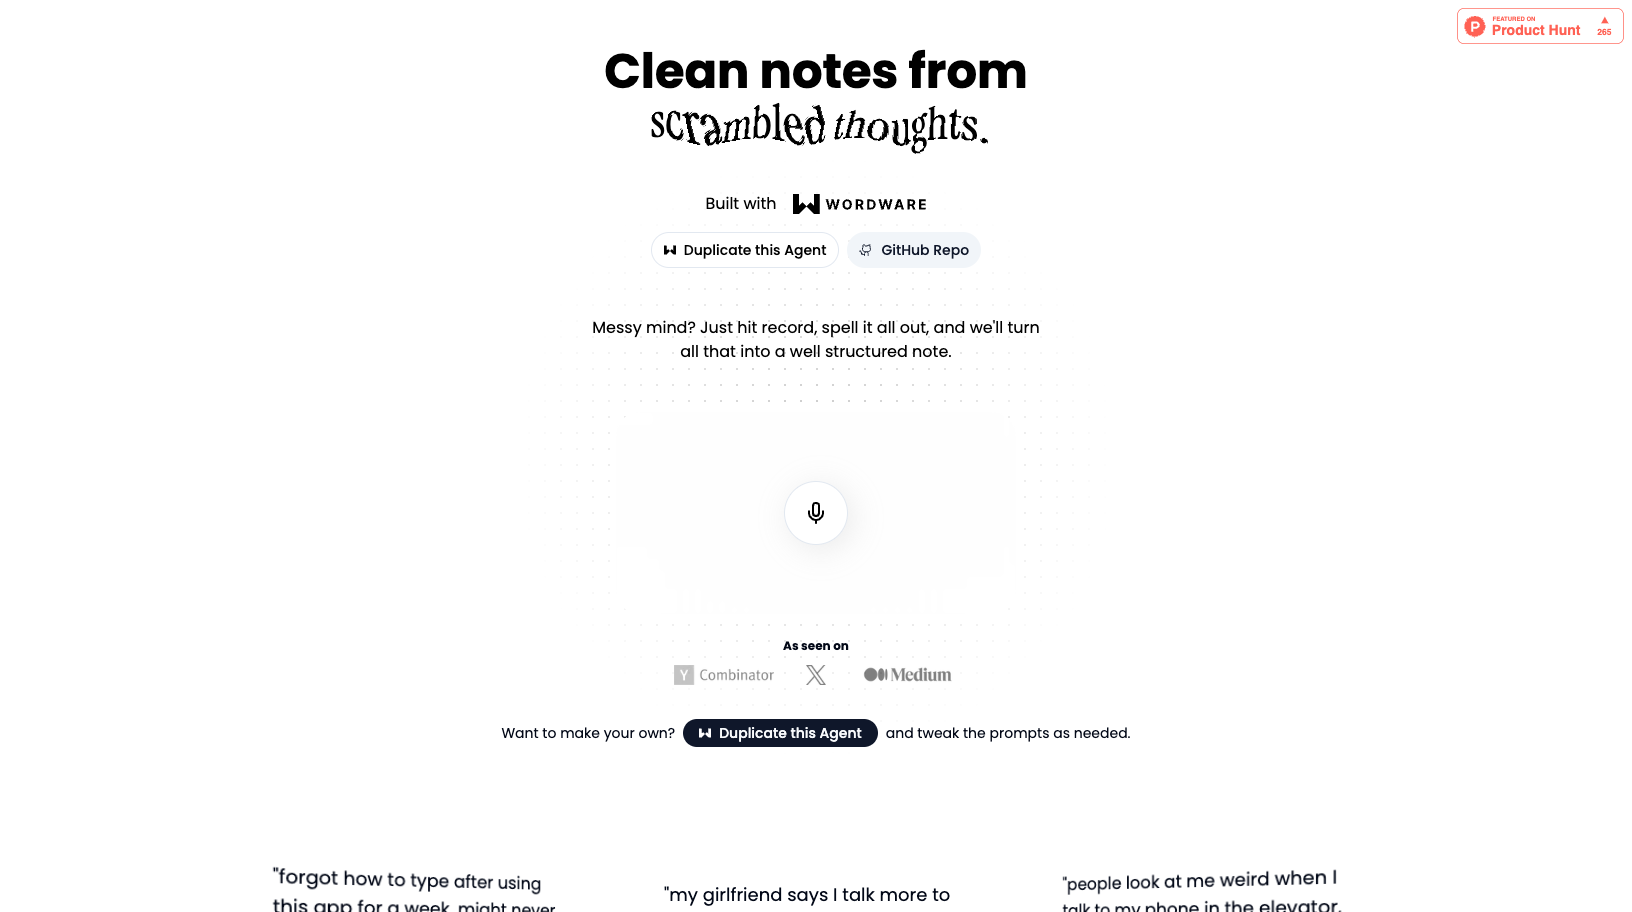 FEATURED ON
Product Hunt
265
Clean notes from
scrambled thoughts.
Built with WORDWARE
Duplicate this Agent
GitHub Repo
Messy mind? Just hit record, spell it all out, and we'll turn
all that into a well structured note.
As seen on
Y Combinator
X
Medium
Want to make your own? Duplicate this Agent and tweak the prompts as needed.
"forgot how to type after using
this app for a week, might never
"my girlfriend says I talk more to
"people look at me weird when I
talk to my phone in the elevator,